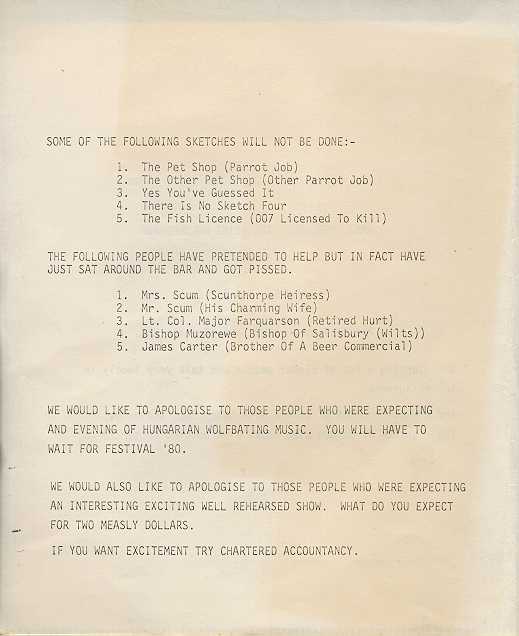 SOME OF THE FOLLOWING SKETCHES WILL NOT BE DONE:-
1. The Pet Shop (Parrot Job)
2. The Other Pet Shop (Other Parrot Job)
3. Yes You've Guessed It
4. There Is No Sketch Four
5. The Fish Licence (007 Licensed To Kill)
THE FOLLOWING PEOPLE HAVE PRETENDED TO HELP BUT IN FACT HAVE
JUST SAT AROUND THE BAR AND GOT PISSED.
1. Mrs. Scum (Scunthorpe Heiress)
2. Mr. Scum (His Charming Wife)
3. Lt. Col. Major Farquarson (Retired Hurt)
4. Bishop Muzorewe (Bishop Of Salisbury (Wilts))
5. James Carter (Brother Of A Beer Commercial)
WE WOULD LIKE TO APOLOGISE TO THOSE PEOPLE WHO WERE EXPECTING
AND EVENING OF HUNGARIAN WOLFBATING MUSIC. YOU WILL HAVE TO
WAIT FOR FESTIVAL '80.
WE WOULD ALSO LIKE TO APOLOGISE TO THOSE PEOPLE WHO WERE EXPECTING
AN INTERESTING EXCITING WELL REHEARSED SHOW. WHAT DO YOU EXPECT
FOR TWO MEASLY DOLLARS.
IF YOU WANT EXCITEMENT TRY CHARTERED ACCOUNTANCY.